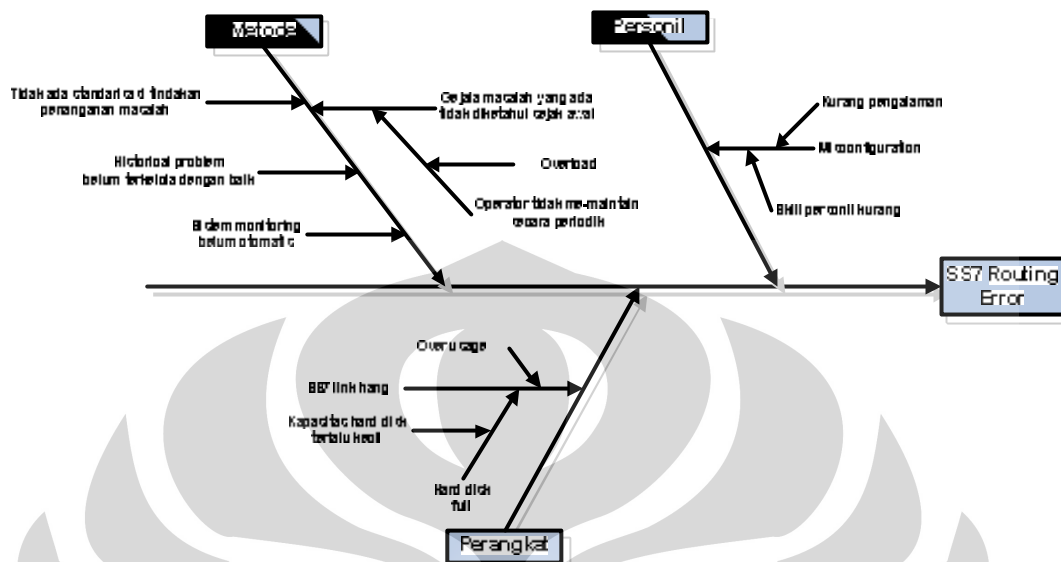 Metode
Personil
Tidak ada standarisasi tindakan
penanganan masalah
Gejala masalah yang ada
tidak diketahui sejak awal
Kurang pengalaman
Historical problem
belum terkelola dengan baik
Overload
Misconfiguration
Operator tidak me-maintain
secara periodik
Skill personil kurang
Sistem monitoring
belum otomatis
SS7 Routing
Error
Over usage
SS7 link hang
Kapasitas hard disk
terlalu kecil
Hard disk
full
Perangkat